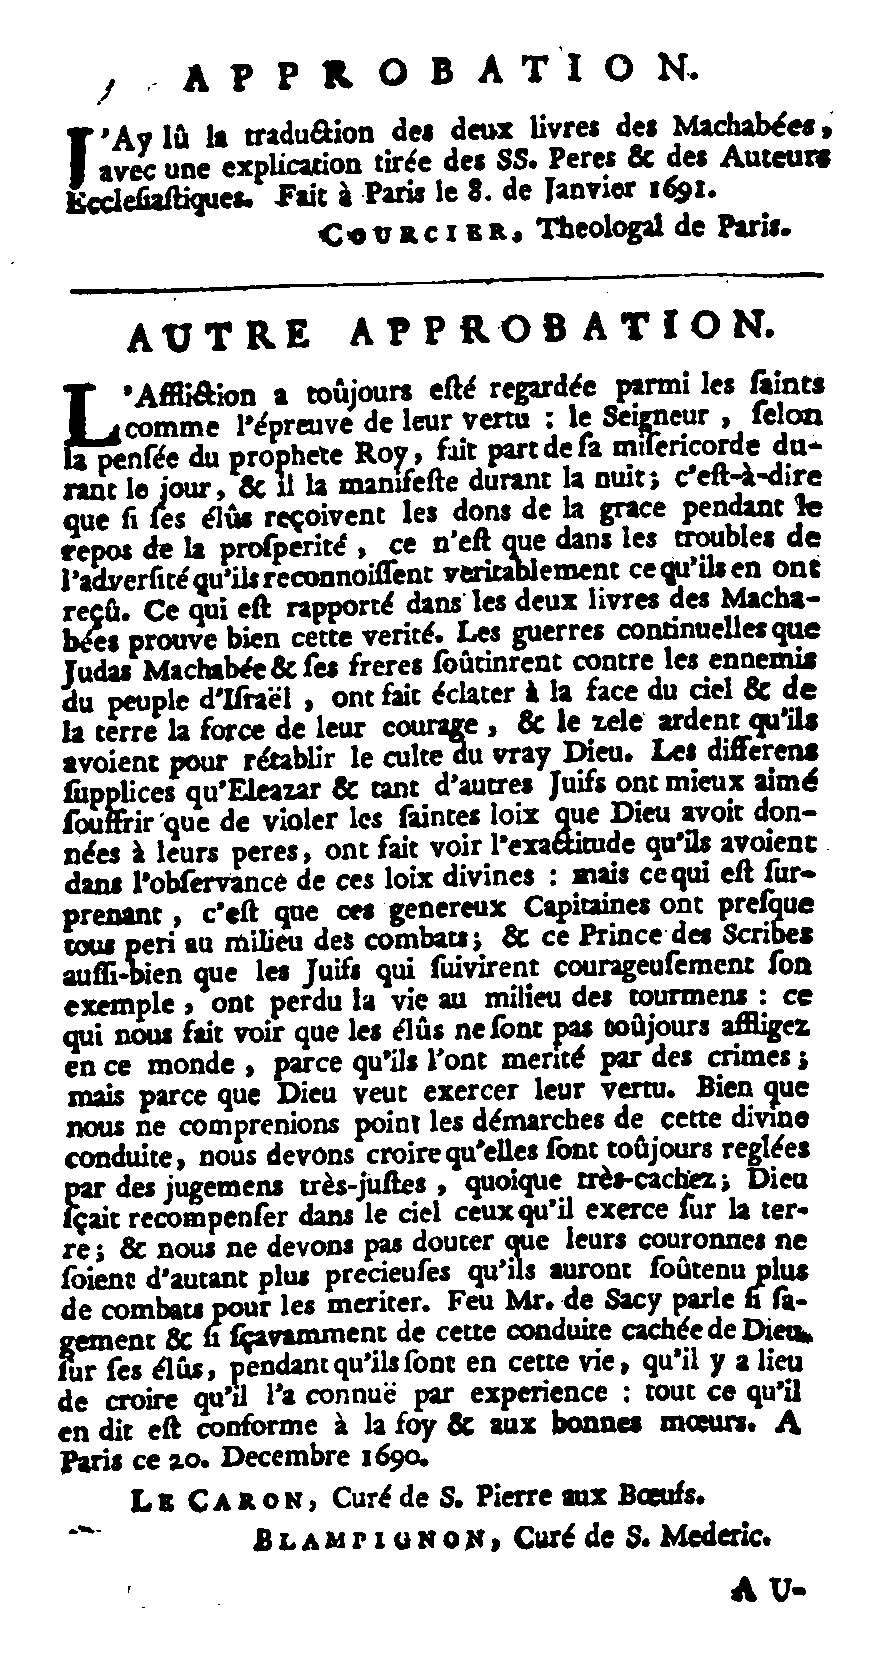 APPROBATION.
J'Ay lû la traduction des deux livres des Machabées,
avec une explication tirée des SS. Peres & des Auteurs
Eccleſiaſtiques. Fait à Paris le 8. de Janvier 1691.
COURCIER, Theologal de Paris.
AUTRE APPROBATION.
L'Affliction a toûjours eſté regardée parmi les ſaints
comme l'épreuve de leur vertu : le Seigneur, ſelon
la penſée du prophete Roy, fait part de ſa miſericorde du-
rant le jour, & il la manifeſte durant la nuit; c'eſt-à-dire
que ſi ſes élûs reçoivent les dons de la grace pendant le
repos de la proſperité, ce n'eſt que dans les troubles de
l'adverſité qu'ils reconnoiſſent veritablement ce qu'ils en ont
reçû. Ce qui eſt rapporté dans les deux livres des Macha-
bées prouve bien cette verité. Les guerres continuelles que
Judas Machabée & ſes freres ſoûtinrent contre les ennemis
du peuple d'Iſraël, ont fait éclater à la face du ciel & de
la terre la force de leur courage, & le zele ardent qu'ils
avoient pour rétablir le culte du vray Dieu. Les differens
ſupplices qu'Eleazar & tant d'autres Juifs ont mieux aimé
ſouffrir que de violer les ſaintes loix que Dieu avoit don-
nées à leurs peres, ont fait voir l'exactitude qu'ils avoient
dans l'obſervance de ces loix divines : mais ce qui eſt ſur-
prenant, c'eſt que ces genereux Capitaines ont preſque
tous peri au milieu des combats; & ce Prince des Scribes
auſſi-bien que les Juifs qui ſuivirent courageuſement ſon
exemple, ont perdu la vie au milieu des tourmens : ce
qui nous fait voir que les élûs ne ſont pas toûjours affligez
en ce monde, parce qu'ils l'ont merité par des crimes;
mais parce que Dieu veut exercer leur vertu. Bien que
nous ne comprenions point les démarches de cette divine
conduite, nous devons croire qu'elles ſont toûjours reglées
par des jugemens très-juſtes, quoique très-cachez; Dieu
ſçait recompenſer dans le ciel ceux qu'il exerce ſur la ter-
re; & nous ne devons pas douter que leurs couronnes ne
ſoient d'autant plus precieuſes qu'ils auront ſoûtenu plus
de combats pour les meriter. Feu Mr. de Sacy parle ſi ſa-
gement & ſi ſçavamment de cette conduite cachée de Dieu
ſur ſes élûs, pendant qu'ils ſont en cette vie, qu'il y a lieu
de croire qu'il l'a connuë par experience : tout ce qu'il
en dit eſt conforme à la foy & aux bonnes mœurs. A
Paris ce 20. Decembre 1690.
LE CARON, Curé de S. Pierre aux Bœufs.
BLAMPIGNON, Curé de S. Mederic.
AU-